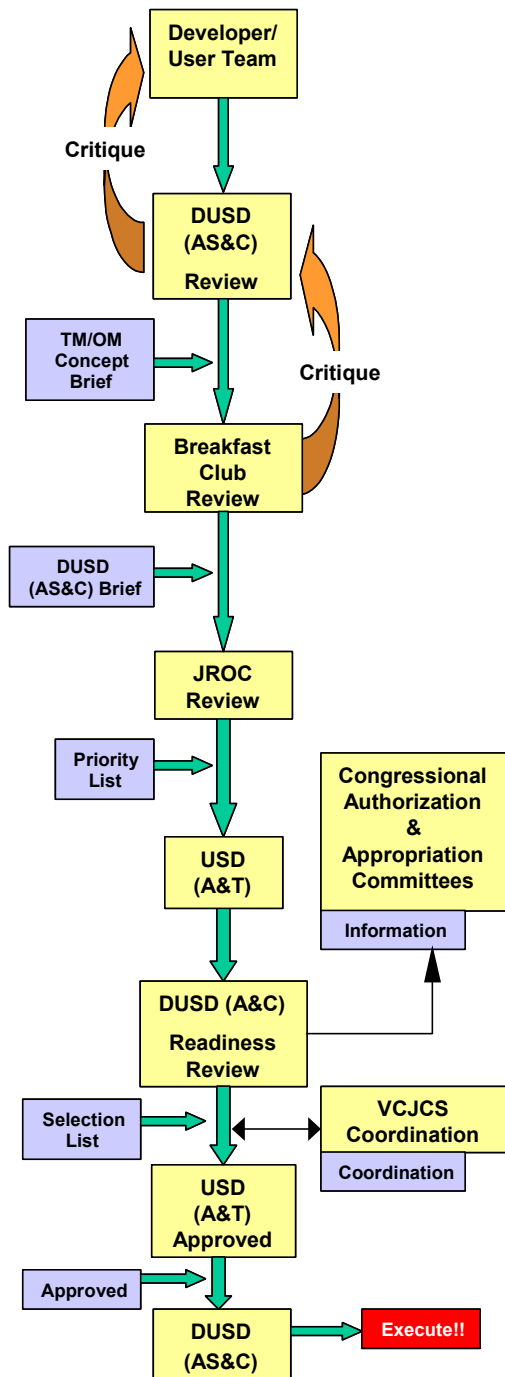 Developer/
User Team
Critique
DUSD
(AS&C)
Review
TM/OM
Concept
Brief
Critique
Breakfast
Club
Review
DUSD
(AS&C) Brief
JROC
Review
Priority
List
Congressional
Authorization
&
Appropriation
Committees
Information
USD
(A&T)
DUSD (A&C)
Readiness
Review
Selection
List
VCJCS
Coordination
Coordination
USD
(A&T)
Approved
Approved
DUSD
(AS&C)
Execute!!